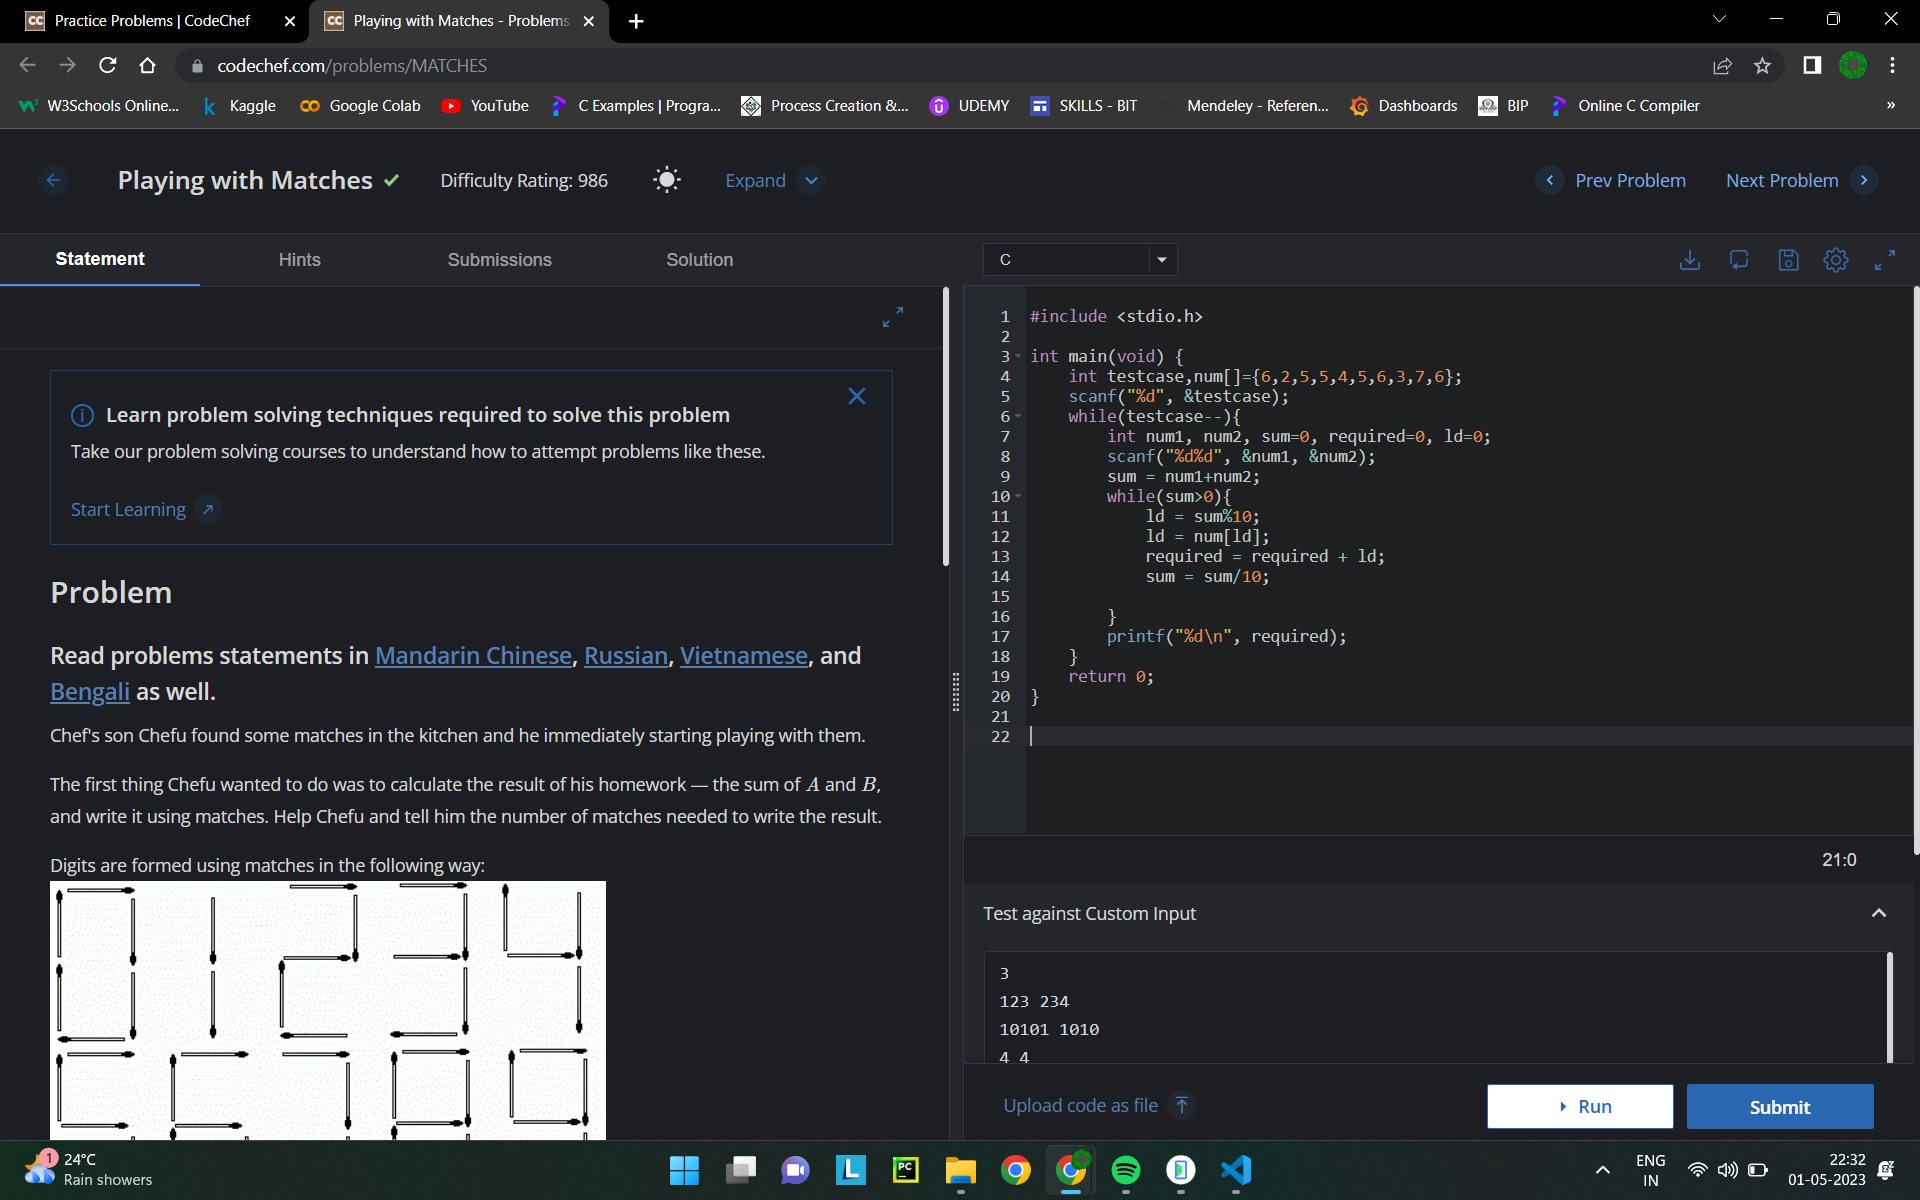 Practice Problems | CodeChef
Playing with Matches - Problems
codechef.com/problems/MATCHES
W3Schools Online...
Kaggle
Google Colab
YouTube
C Examples | Progra...
Process Creation &...
UDEMY
SKILLS - BIT
Mendeley - Referen...
Dashboards
BIP
Online C Compiler
»
Playing with Matches
Difficulty Rating: 986
Expand
Prev Problem
Next Problem
Statement
Hints
Submissions
Solution
Learn problem solving techniques required to solve this problem
Take our problem solving courses to understand how to attempt problems like these.
Start Learning
Problem
Read problems statements in Mandarin Chinese, Russian, Vietnamese, and
Bengali as well.
Chef's son Chefu found some matches in the kitchen and he immediately starting playing with them.
The first thing Chefu wanted to do was to calculate the result of his homework — the sum of A and B,
and write it using matches. Help Chefu and tell him the number of matches needed to write the result.
Digits are formed using matches in the following way:
C
1 #include <stdio.h>
2
3 int main(void) {
4 int testcase,num[]={6,2,5,5,4,5,6,3,7,6};
5 scanf("%d", &testcase);
6 while(testcase--){
7 int num1, num2, sum=0, required=0, ld=0;
8 scanf("%d%d", &num1, &num2);
9 sum = num1+num2;
10 while(sum>0){
11 ld = sum%10;
12 ld = num[ld];
13 required = required + ld;
14 sum = sum/10;
15
16 }
17 printf("%d\n", required);
18 }
19 return 0;
20 }
21
22
21:0
Test against Custom Input
3
123 234
10101 1010
4 4
Upload code as file
Run
Submit
1
24°C
Rain showers
ENG
IN
22:32
01-05-2023